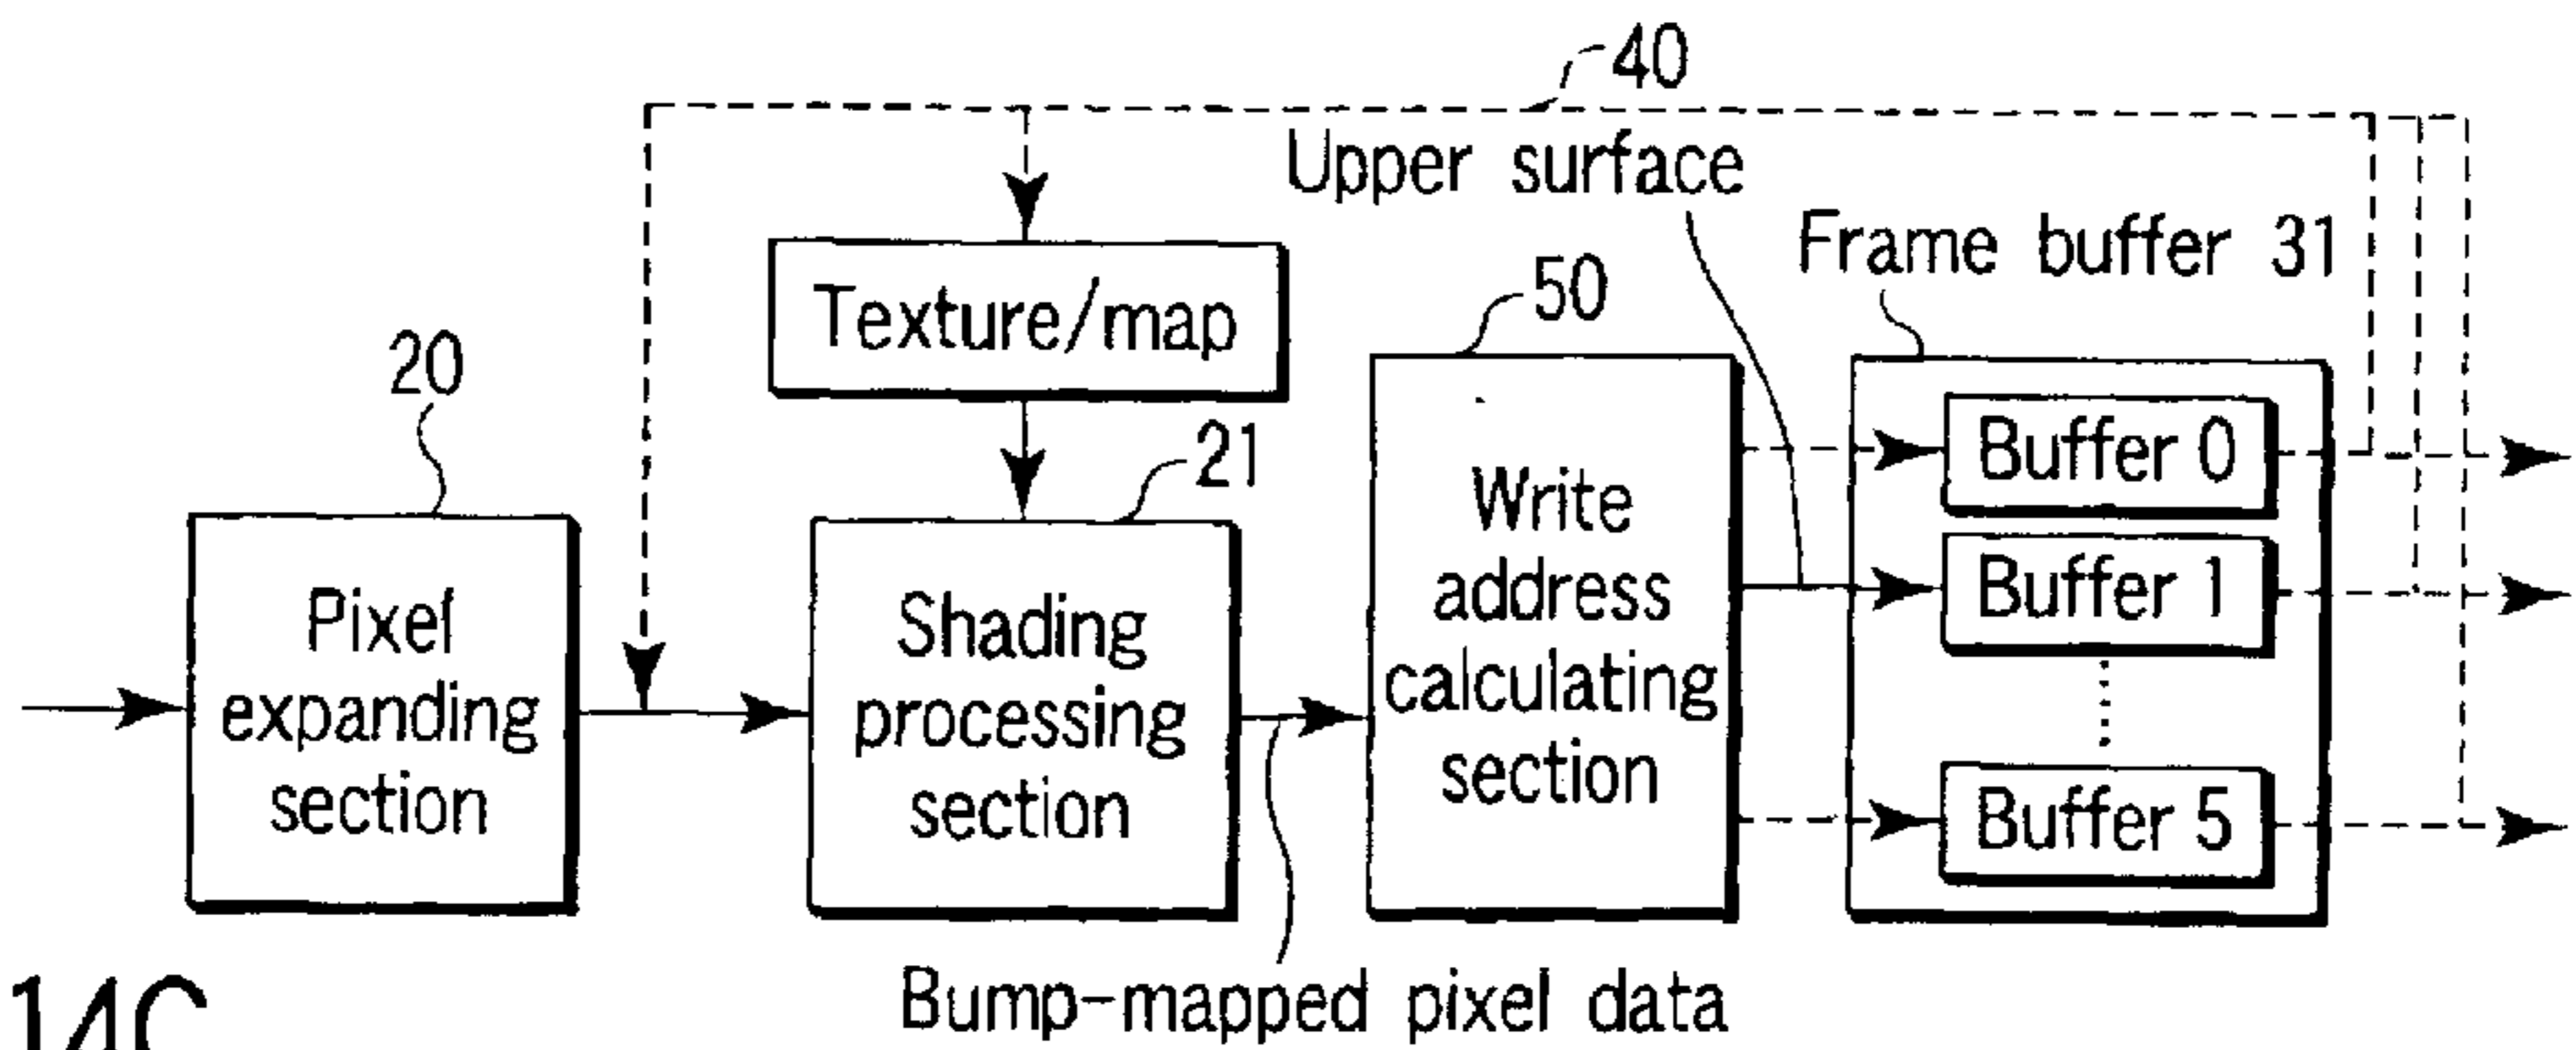 40
Upper surface
Frame buffer 31
50
Texture/map
20
21
Buffer 0
Write
address
calculating
section
Buffer 1
Pixel
expanding
section
Shading
processing
section
Buffer 5
Bump-mapped pixel data
14C